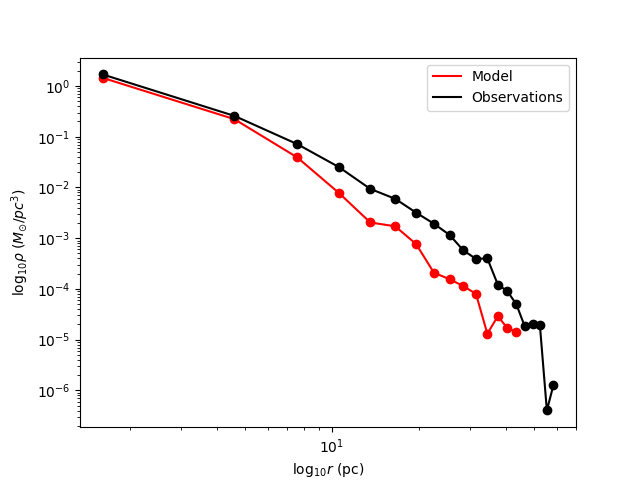 Model
Observations
10⁰
10⁻¹
10⁻²
10⁻³
10⁻⁴
10⁻⁵
10⁻⁶
log₁₀ρ (M⊙/pc³)
10¹
log₁₀r (pc)